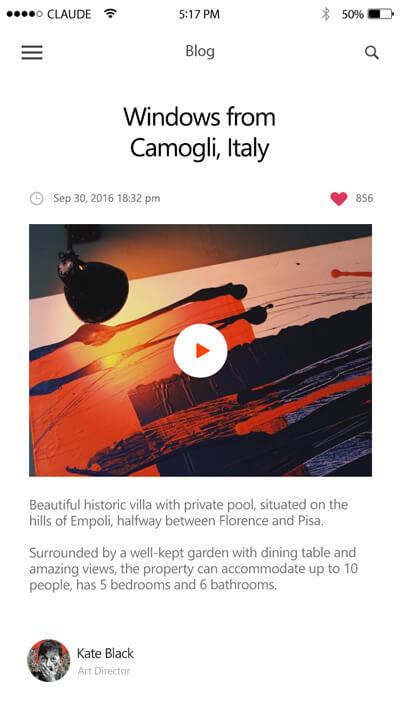 CLAUDE 5:17 PM 50%
Blog
Windows from
Camogli, Italy
Sep 30, 2016 18:32 pm 856
Beautiful historic villa with private pool, situated on the
hills of Empoli, halfway between Florence and Pisa.
Surrounded by a well-kept garden with dining table and
amazing views, the property can accommodate up to 10
people, has 5 bedrooms and 6 bathrooms.
Kate Black
Art Director